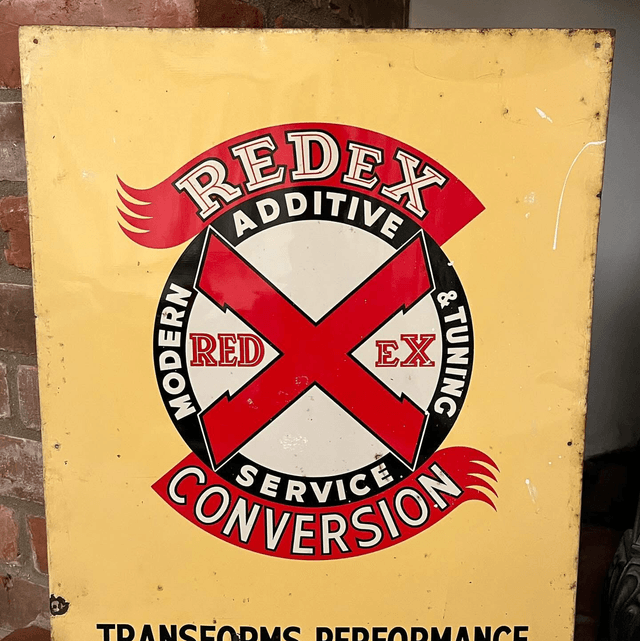 REDEX
ADDITIVE
MODERN
RED EX
& TUNING
SERVICE
CONVERSION
TRANSFORMS PERFORMANCE